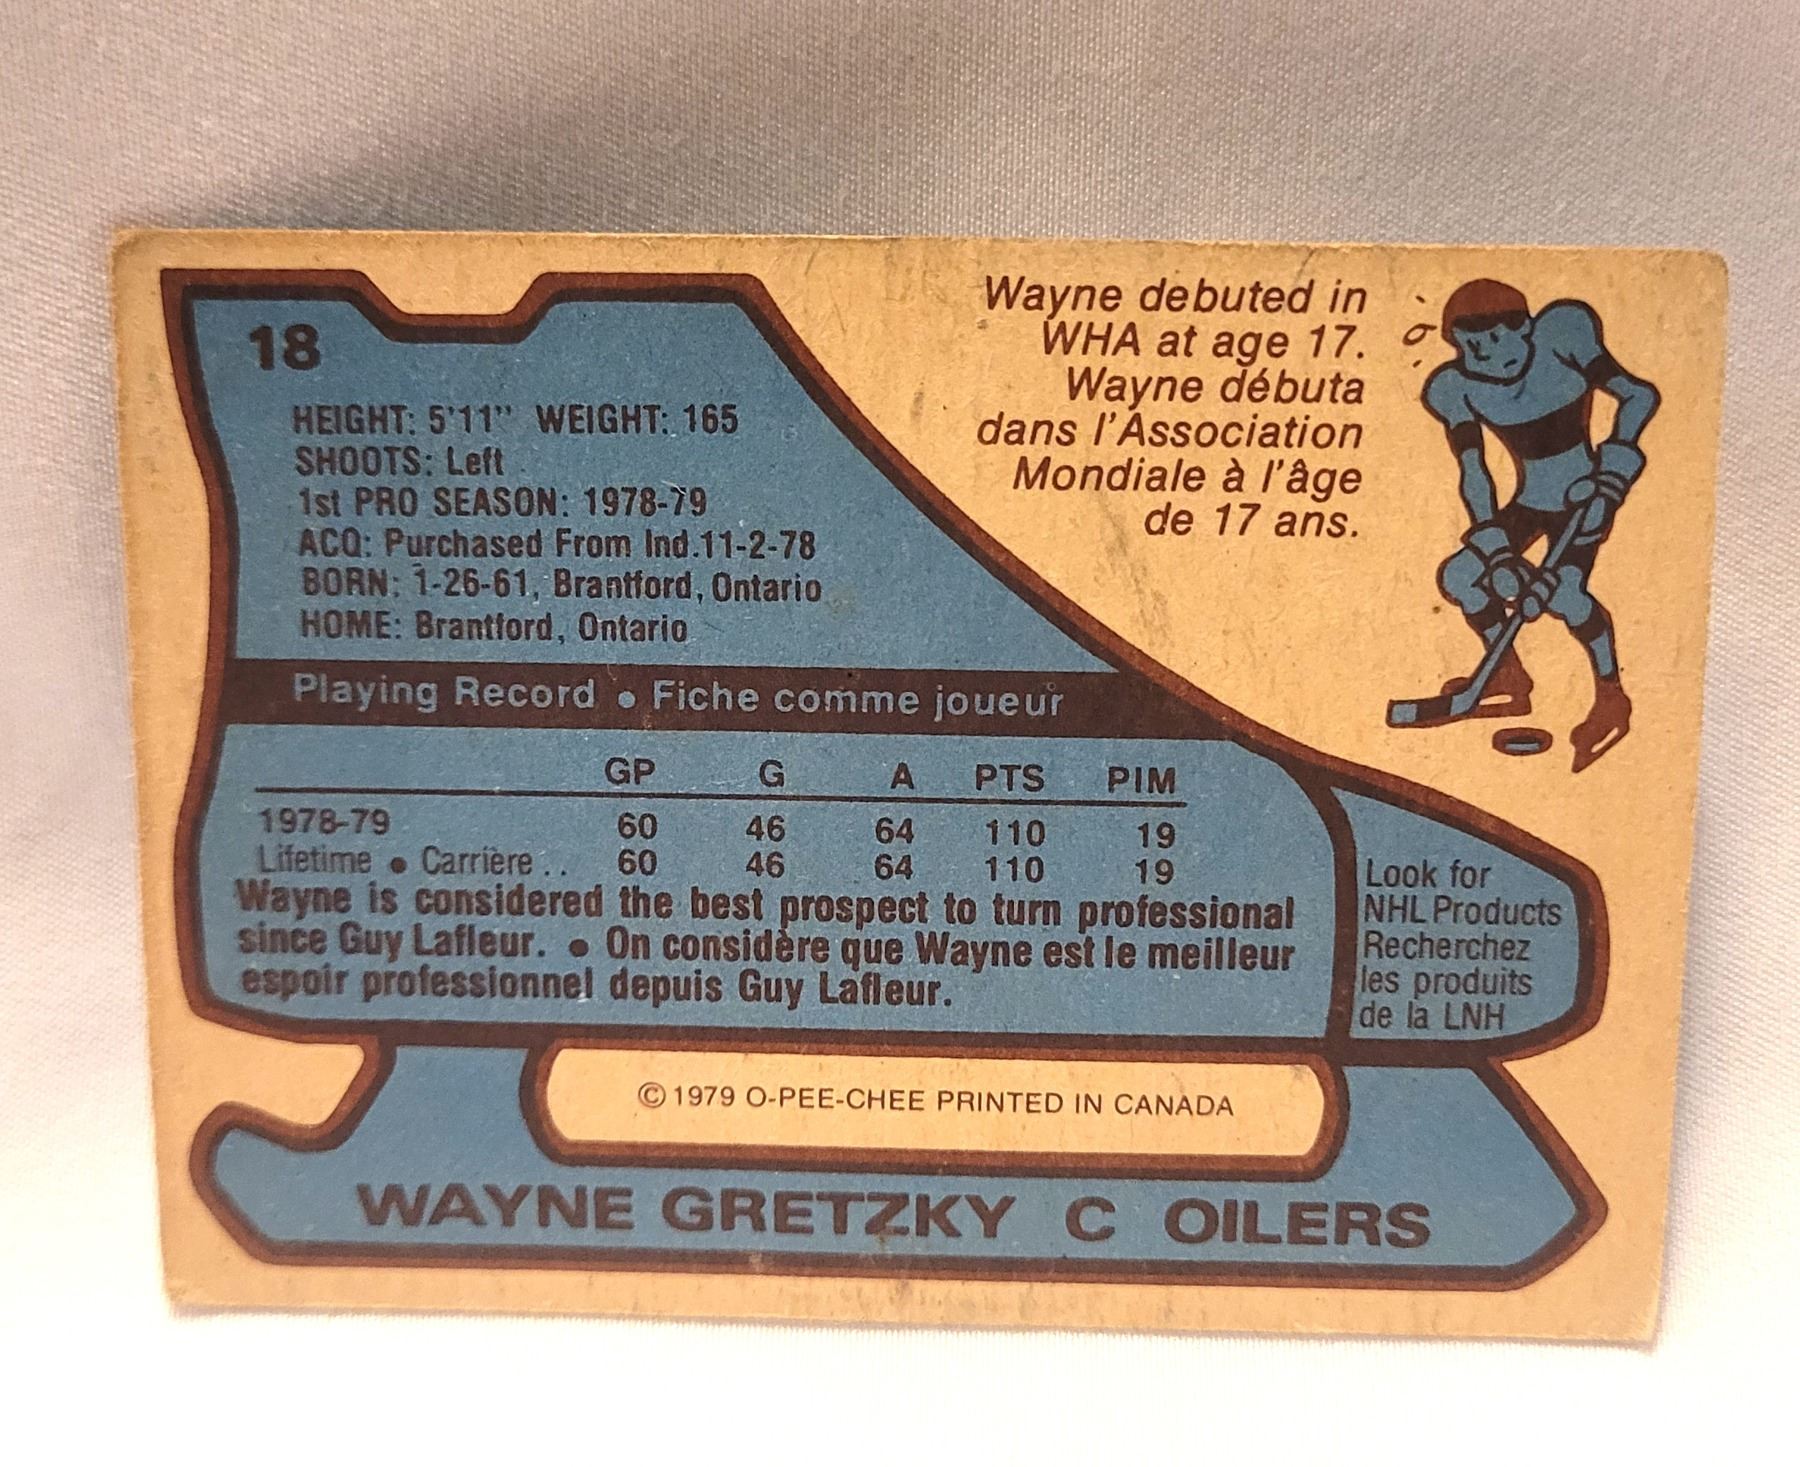 18
HEIGHT: 5'11" WEIGHT: 165
SHOOTS: Left
1st PRO SEASON: 1978-79
ACQ: Purchased From Ind.11-2-78
BORN: 1-26-61, Brantford, Ontario
HOME: Brantford, Ontario
Wayne debuted in
WHA at age 17.
Wayne débuta
dans l'Association
Mondiale à l'âge
de 17 ans.
Playing Record • Fiche comme joueur
GP G A PTS PIM
1978-79 60 46 64 110 19
Lifetime • Carrière .. 60 46 64 110 19
Wayne is considered the best prospect to turn professional
since Guy Lafleur. • On considère que Wayne est le meilleur
espoir professionnel depuis Guy Lafleur.
Look for
NHL Products
Recherchez
les produits
de la LNH
© 1979 O-PEE-CHEE PRINTED IN CANADA
WAYNE GRETZKY C OILERS